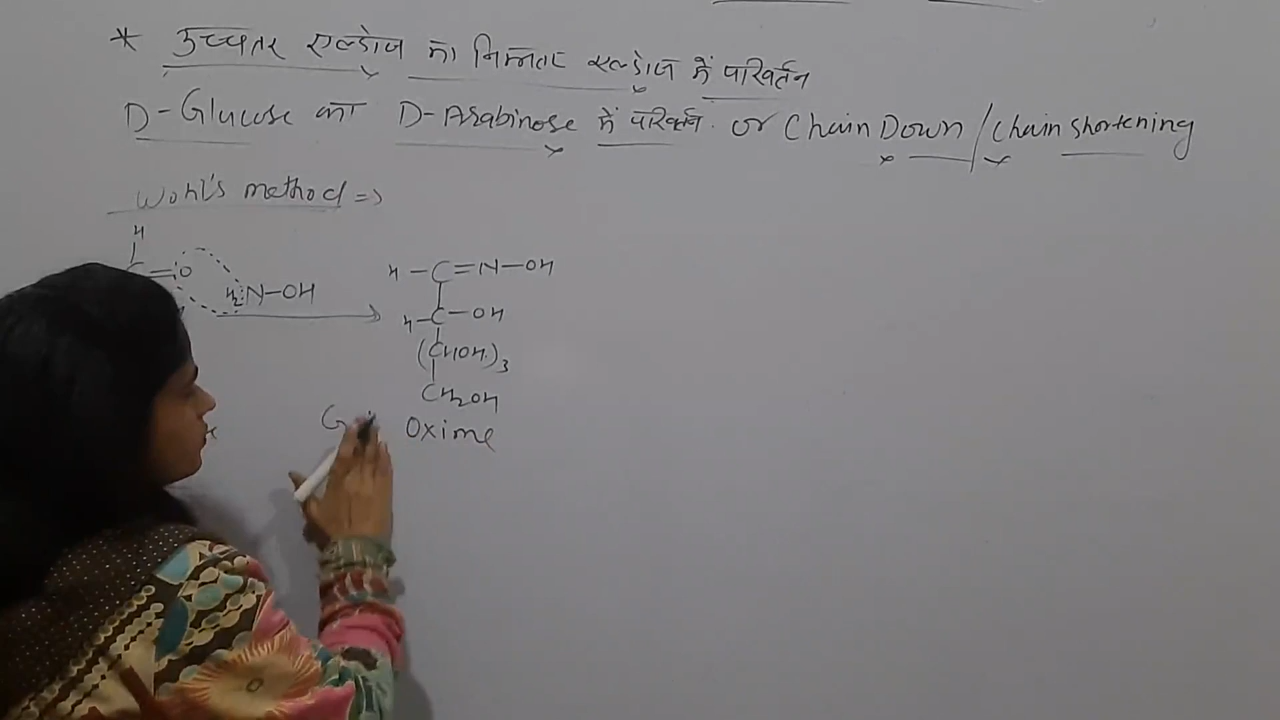 * उच्चतर एल्डोज का निम्नतर एल्डोज में परिवर्तन
D-Glucose का D-Arabinose में परिवर्तन. or Chain Down/Chain shortening
Wohl's method =>
H
C=O H2N-OH
H-C=N-OH
H-C-OH
(CHOH)3
CH2OH
G Oxime